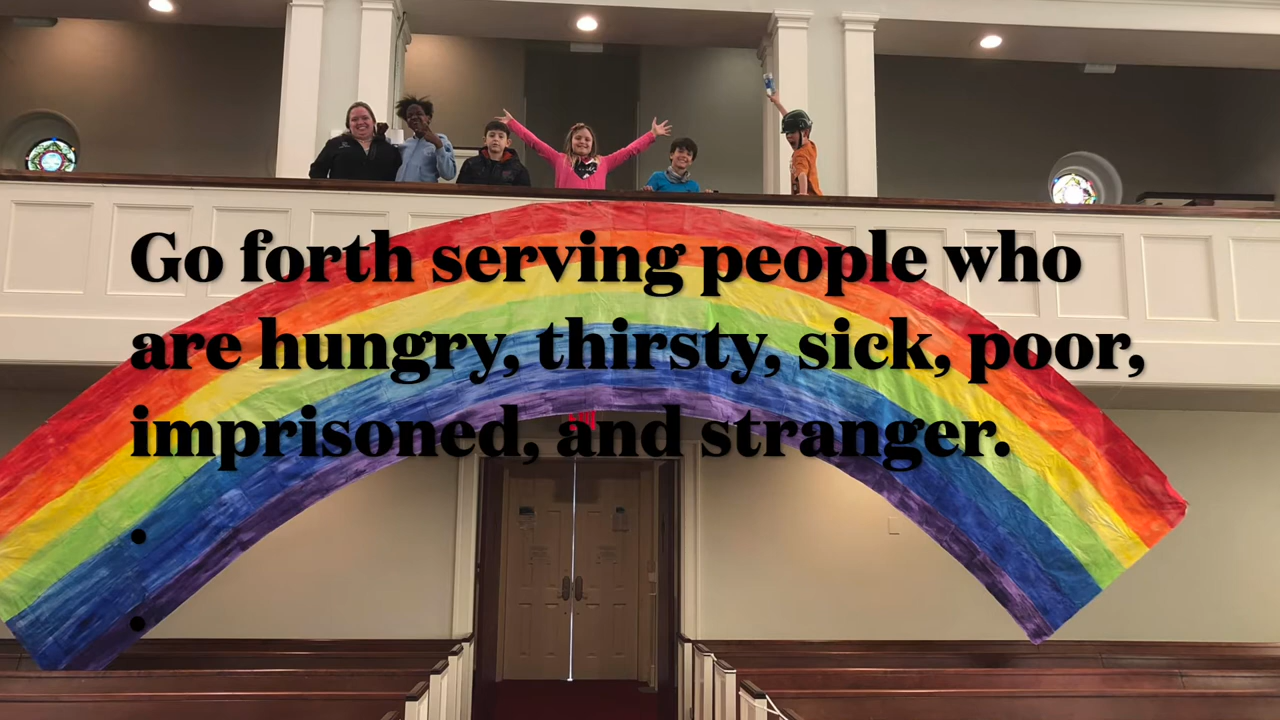 Go forth serving people who
are hungry, thirsty, sick, poor,
imprisoned, and stranger.
•
•